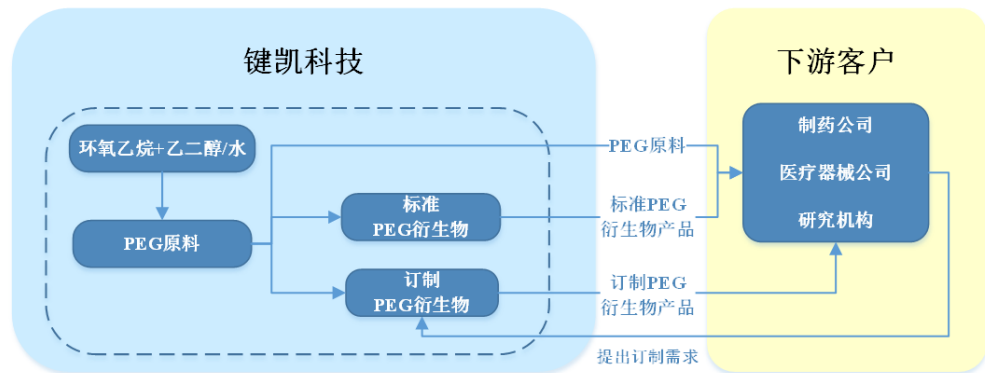 键凯科技
下游客户
环氧乙烷+乙二醇/水
PEG原料
标准
PEG衍生物
订制
PEG衍生物
PEG原料
标准PEG
衍生物产品
订制PEG
衍生物产品
提出订制需求
制药公司
医疗器械公司
研究机构